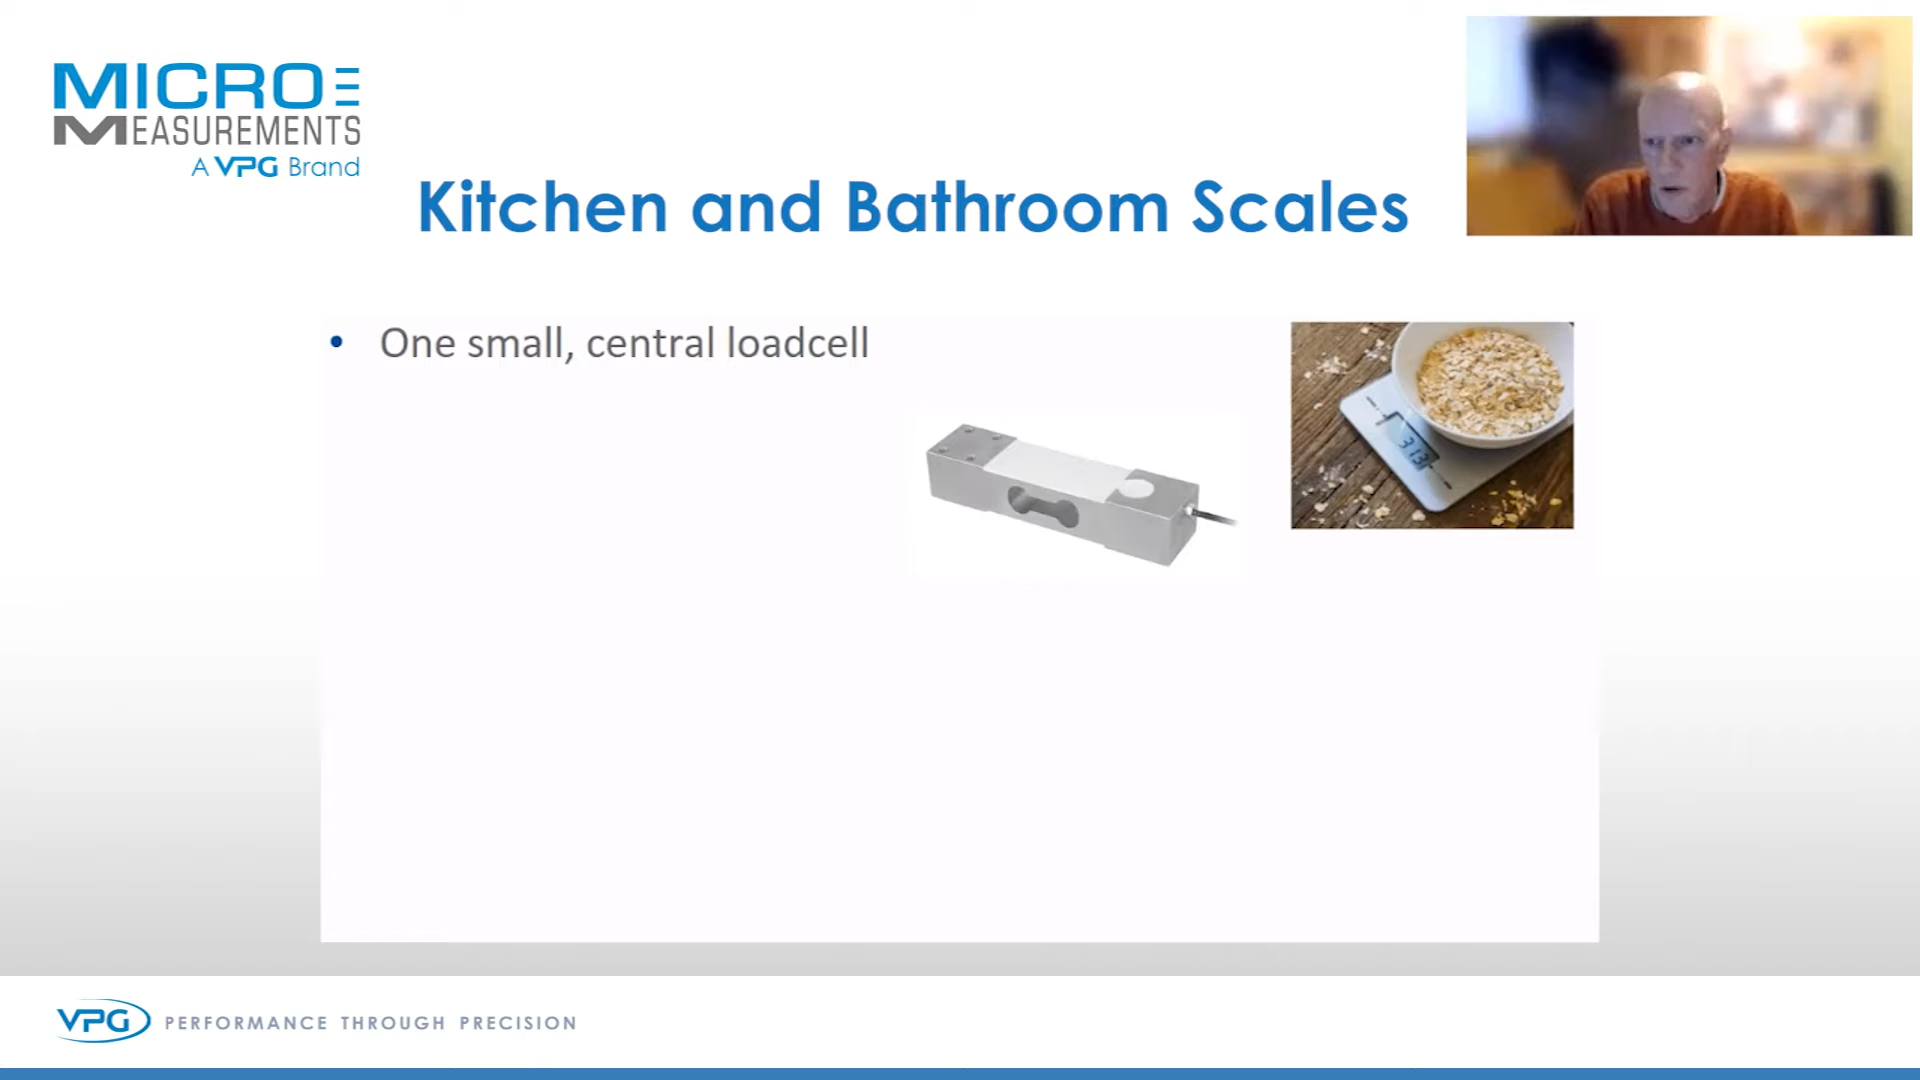 MICRO
MEASUREMENTS
A VPG Brand
Kitchen and Bathroom Scales
• One small, central loadcell
313
VPG PERFORMANCE THROUGH PRECISION